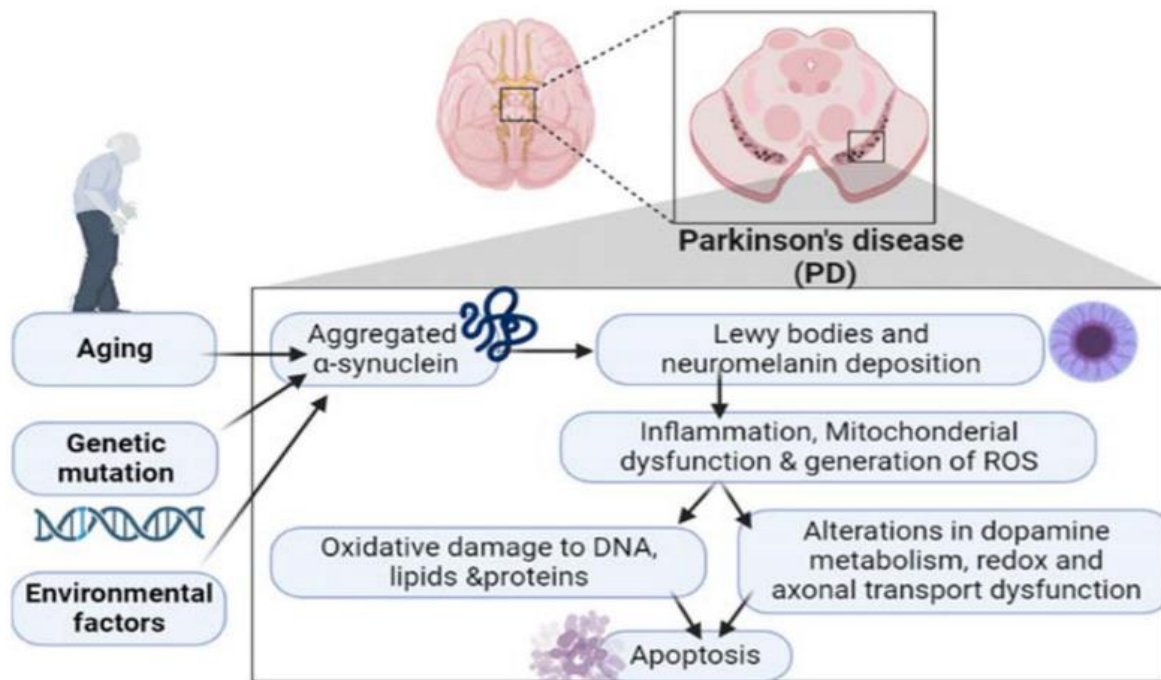 Parkinson's disease
(PD)
Aging
Aggregated
α-synuclein
Lewy bodies and
neuromelanin deposition
Genetic
mutation
Inflammation, Mitochonderial
dysfunction & generation of ROS
Environmental
factors
Oxidative damage to DNA,
lipids &proteins
Alterations in dopamine
metabolism, redox and
axonal transport dysfunction
Apoptosis